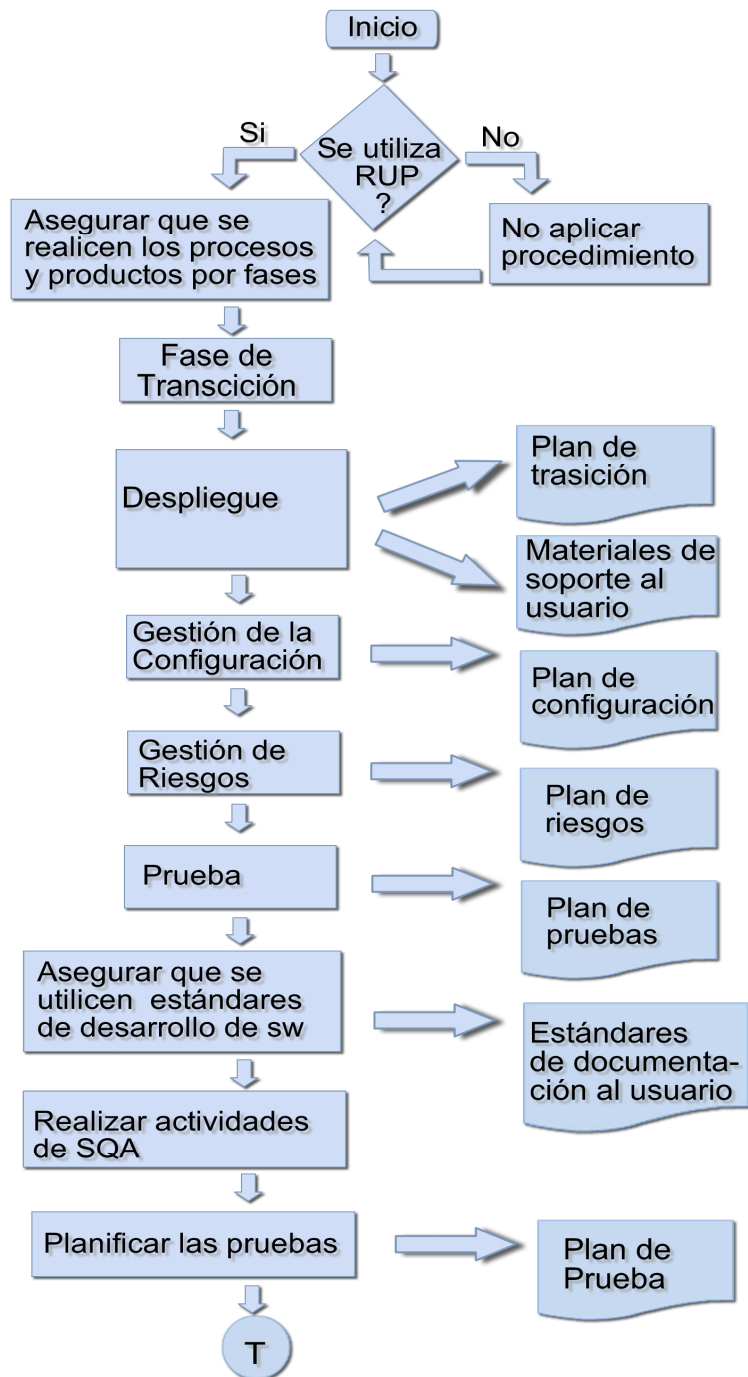 Inicio
Si
No
Se utiliza
RUP
?
Asegurar que se
realicen los procesos
y productos por fases
No aplicar
procedimiento
Fase de
Transcición
Despliegue
Plan de
trasición
Materiales de
soporte al
usuario
Gestión de la
Configuración
Plan de
configuración
Gestión de
Riesgos
Plan de
riesgos
Prueba
Plan de
pruebas
Asegurar que se
utilicen estándares
de desarrollo de sw
Estándares
de documenta-
ción al usuario
Realizar actividades
de SQA
Planificar las pruebas
Plan de
Prueba
T